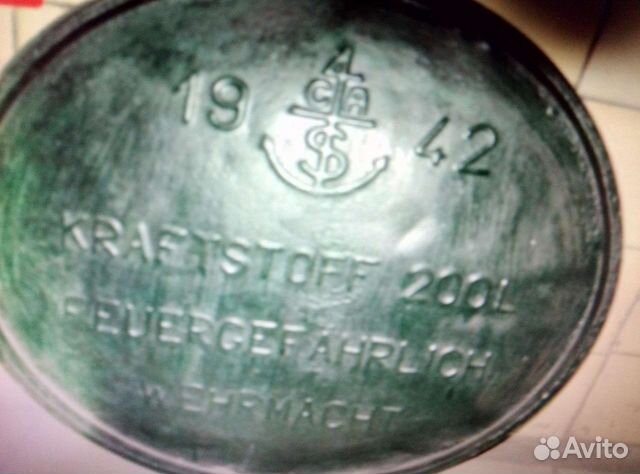 A
19 42
KRAFTSTOFF 200L
FEUERGEFÄHRLICH
WEHRMACHT
Avito